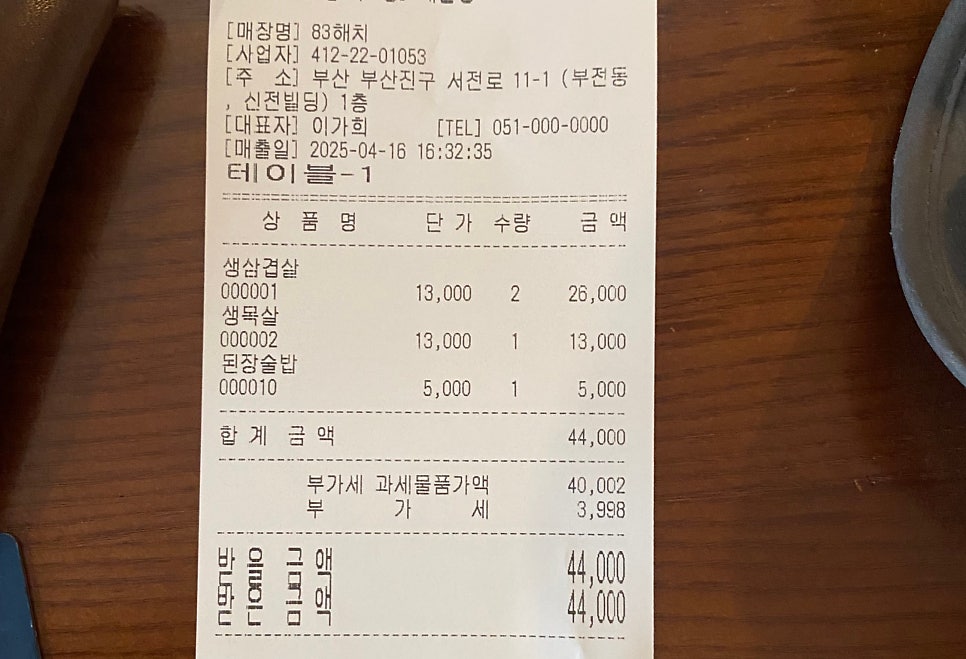 [매장명] 83해치
[사업자] 412-22-01053
[주 소] 부산 부산진구 서전로 11-1 (부전동
, 신전빌딩) 1층
[대표자] 이가희 [TEL] 051-000-0000
[매출일] 2025-04-16 16:32:35
테이블-1
상 품 명 단 가 수량 금 액
생삼겹살
000001 13,000 2 26,000
생목살
000002 13,000 1 13,000
된장술밥
000010 5,000 1 5,000
합 계 금 액 44,000
부가세 과세물품가액 40,002
부 가 세 3,998
받 을 금 액 44,000
받 은 금 액 44,000